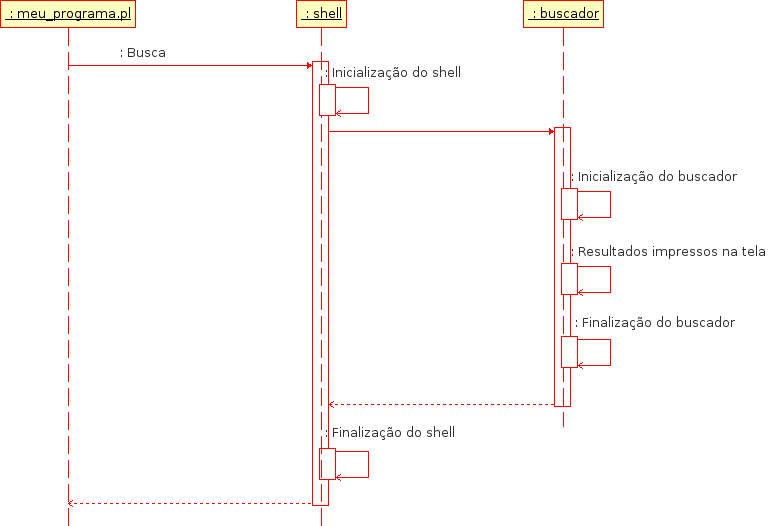 : meu_programa.pl
: shell
: buscador
: Busca
: Inicialização do shell
: Inicialização do buscador
: Resultados impressos na tela
: Finalização do buscador
: Finalização do shell